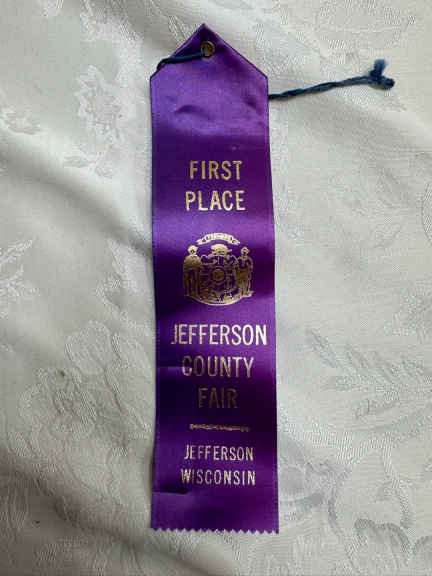 FIRST
PLACE
JEFFERSON
COUNTY
FAIR
JEFFERSON
WISCONSIN